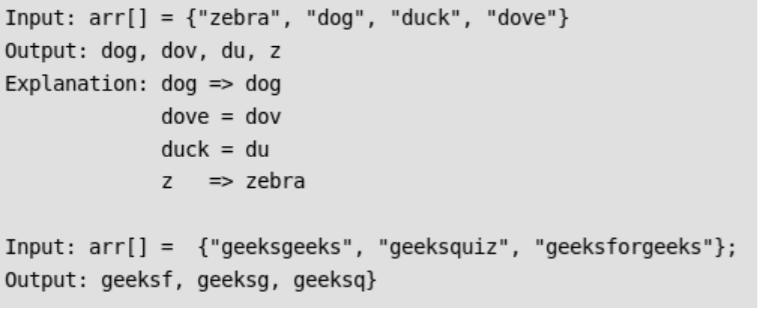 Input: arr[] = {"zebra", "dog", "duck", "dove"}
Output: dog, dov, du, z
Explanation: dog => dog
dove = dov
duck = du
z => zebra
Input: arr[] = {"geeksgeeks", "geeksquiz", "geeksforgeeks"};
Output: geeksf, geeksg, geeksq}